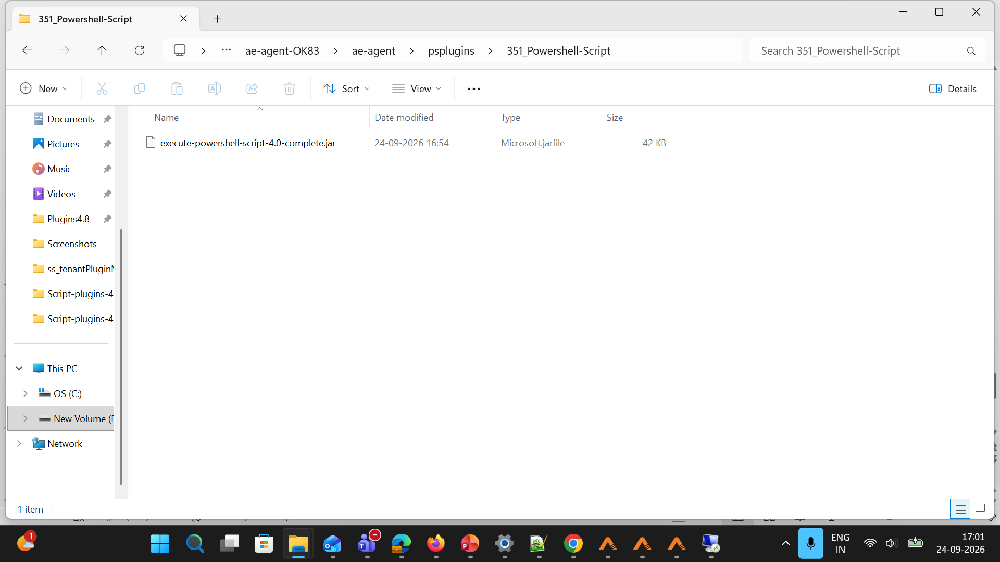 351_Powershell-Script
ae-agent-OK83
ae-agent
psplugins
351_Powershell-Script
Search 351_Powershell-Script
New
Sort
View
Details
Documents
Pictures
Music
Videos
Plugins4.8
Screenshots
ss_tenantPlugin
Script-plugins-4
Script-plugins-4
This PC
OS (C:)
New Volume (D
Network
Name
Date modified
Type
Size
execute-powershell-script-4.0-complete.jar
24-09-2026 16:54
Microsoft.jarfile
42 KB
1 item
1
ENG
IN
17:01
24-09-2026